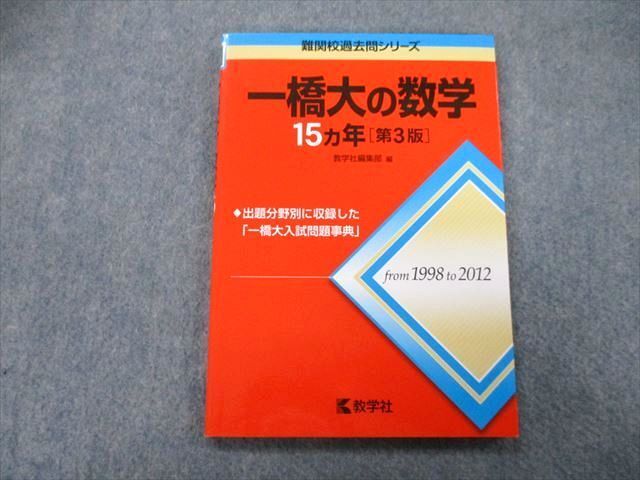 難関校過去問シリーズ
一橋大の数学
15カ年[第3版]
教学社編集部 編
◆出題分野別に収録した
「一橋大入試問題事典」
from 1998 to 2012
教学社